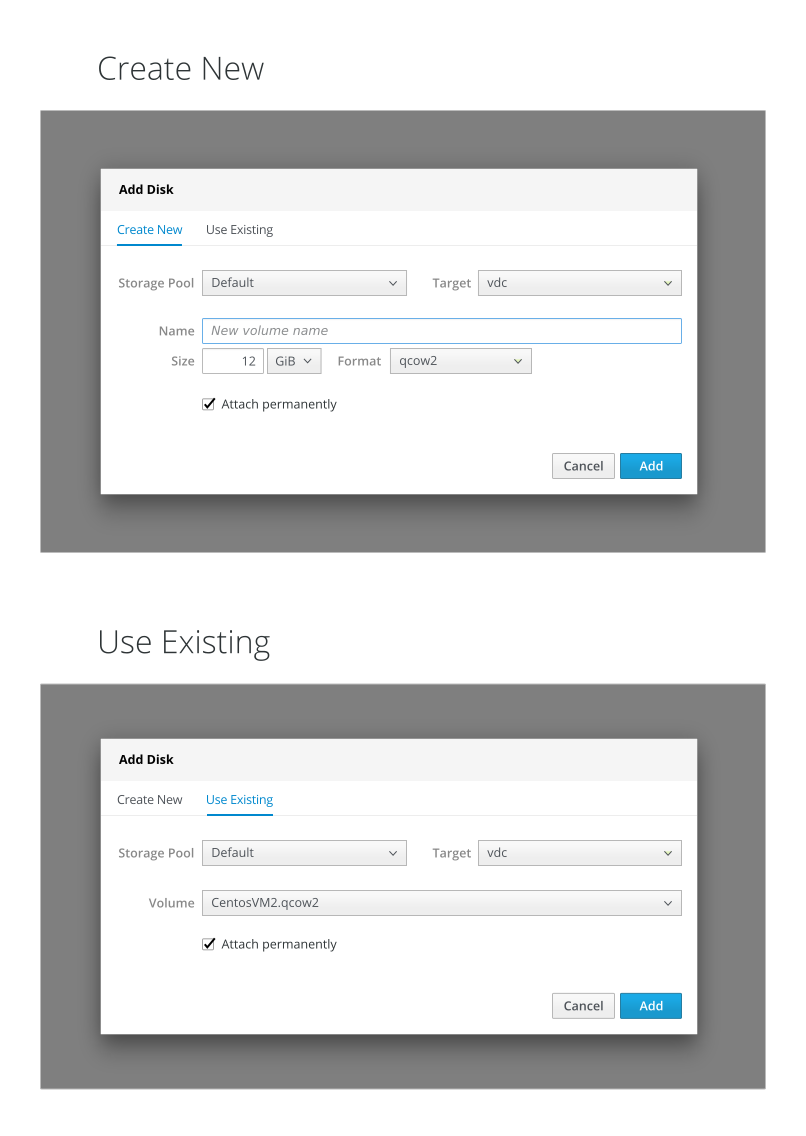 Create New
Add Disk
Create New Use Existing
Storage Pool Default Target vdc
Name New volume name
Size 12 GiB Format qcow2
Attach permanently
Cancel Add
Use Existing
Add Disk
Create New Use Existing
Storage Pool Default Target vdc
Volume CentosVM2.qcow2
Attach permanently
Cancel Add